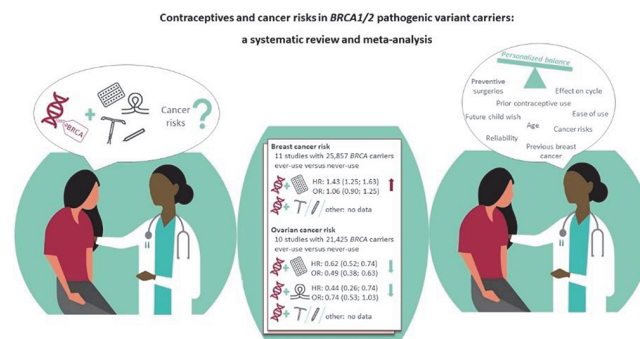 Contraceptives and cancer risks in BRCA1/2 pathogenic variant carriers:
a systematic review and meta-analysis
BRCA
Cancer
risks
?
Breast cancer risk
11 studies with 25,857 BRCA carriers
ever-use versus never-use
HR: 1.43 (1.25; 1.63)
OR: 1.06 (0.90; 1.25)
other: no data
Ovarian cancer risk
10 studies with 21,425 BRCA carriers
ever-use versus never-use
HR: 0.62 (0.52; 0.74)
OR: 0.49 (0.38; 0.63)
HR: 0.44 (0.26; 0.74)
OR: 0.74 (0.53; 1.03)
other: no data
Personalized balance
Preventive
surgeries
Effect on cycle
Prior contraceptive use
Future child wish
Ease of use
Age
Cancer risks
Reliability
Previous breast
cancer